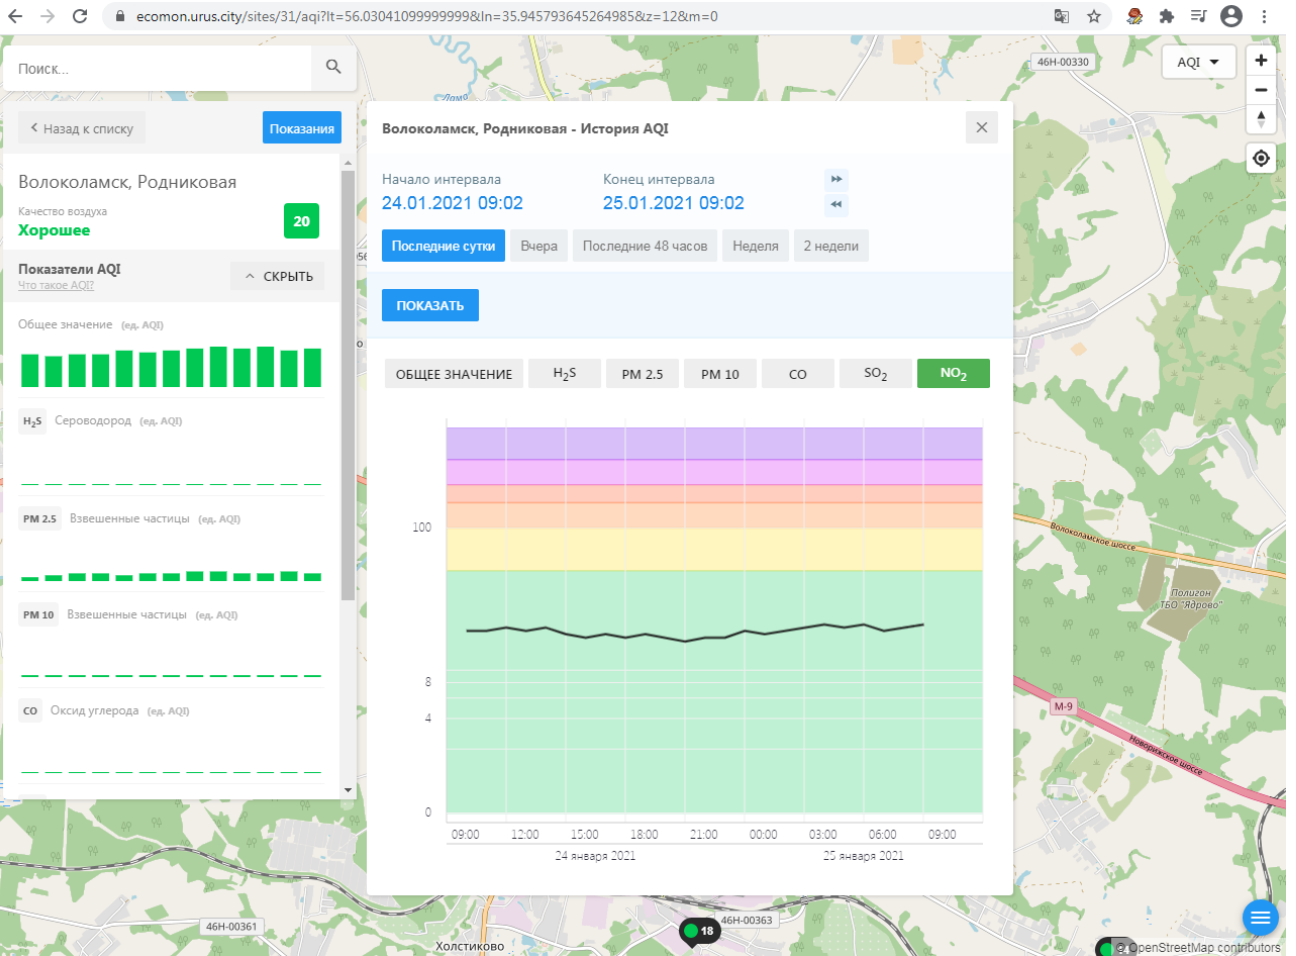 ecomon.urus.city/sites/31/aqi?lt=56.03041099999999&ln=35.945793645264985&z=12&m=0
Поиск...
Назад к списку
Показания
Волоколамск, Родниковая
Качество воздуха
Хорошее
20
Показатели AQI
Что такое AQI?
СКРЫТЬ
Общее значение (ед. AQI)
H₂S Сероводород (ед. AQI)
PM 2.5 Взвешенные частицы (ед. AQI)
PM 10 Взвешенные частицы (ед. AQI)
CO Оксид углерода (ед. AQI)
Волоколамск, Родниковая - История AQI
Начало интервала
24.01.2021 09:02
Конец интервала
25.01.2021 09:02
Последние сутки
Вчера
Последние 48 часов
Неделя
2 недели
ПОКАЗАТЬ
ОБЩЕЕ ЗНАЧЕНИЕ
H₂S
PM 2.5
PM 10
CO
SO₂
NO₂
100
8
4
0
09:00 12:00 15:00 18:00 21:00 00:00 03:00 06:00 09:00
24 января 2021
25 января 2021
46Н-00330
AQI
Волоколамское шоссе
Полигон
ТБО "Ядрово"
М-9
Новорижское шоссе
46Н-00361
46Н-00363
18
Холстиково
© OpenStreetMap contributors